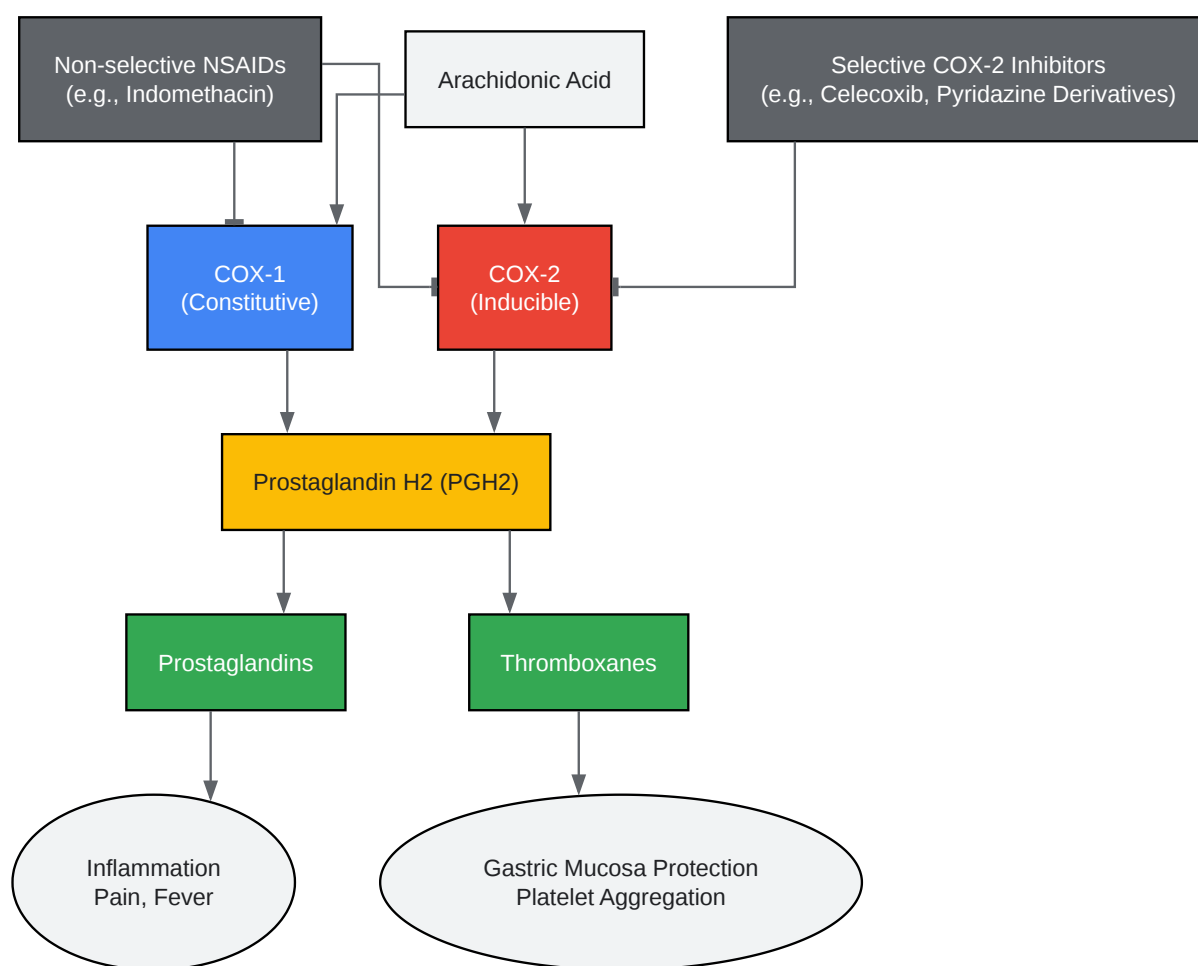 Non-selective NSAIDs
(e.g., Indomethacin)
Arachidonic Acid
Selective COX-2 Inhibitors
(e.g., Celecoxib, Pyridazine Derivatives)
COX-1
(Constitutive)
COX-2
(Inducible)
Prostaglandin H2 (PGH2)
Prostaglandins
Thromboxanes
Inflammation
Pain, Fever
Gastric Mucosa Protection
Platelet Aggregation